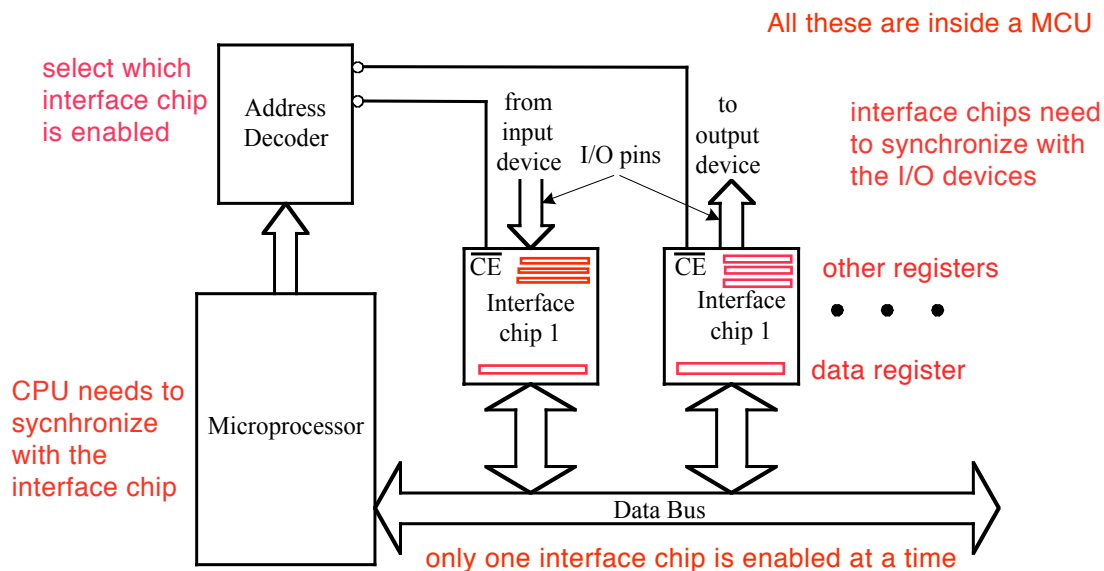 All these are inside a MCU
select which
interface chip
is enabled
Address
Decoder
from
input
device
I/O pins
to
output
device
interface chips need
to synchronize with
the I/O devices
CE
Interface
chip 1
CE
Interface
chip 1
other registers
• • •
data register
CPU needs to
sycnhronize
with the
interface chip
Microprocessor
Data Bus
only one interface chip is enabled at a time